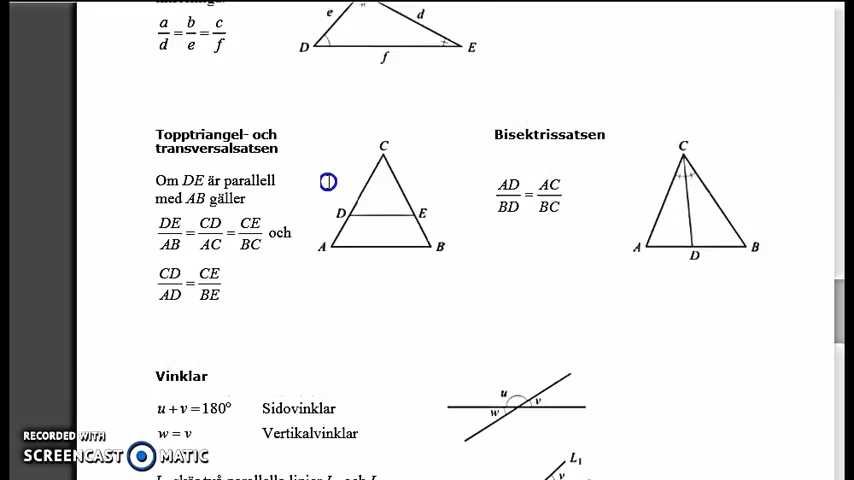 a/d = b/e = c/f
e d
D E
f
Topptriangel- och
transversalsatsen
Om DE är parallell
med AB gäller
DE/AB = CD/AC = CE/BC och
CD/AD = CE/BE
C
D E
A B
Bisektrissatsen
AD/BD = AC/BC
C
A B
D
Vinklar
u + v = 180° Sidovinklar
w = v Vertikalvinklar
u
w v
L₁
v
RECORDED WITH
SCREENCAST MATIC